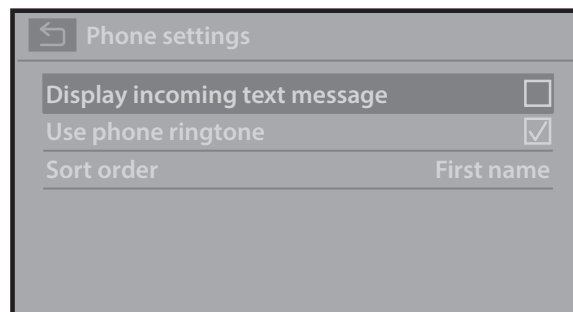 Phone settings
Display incoming text message
Use phone ringtone
Sort order First name